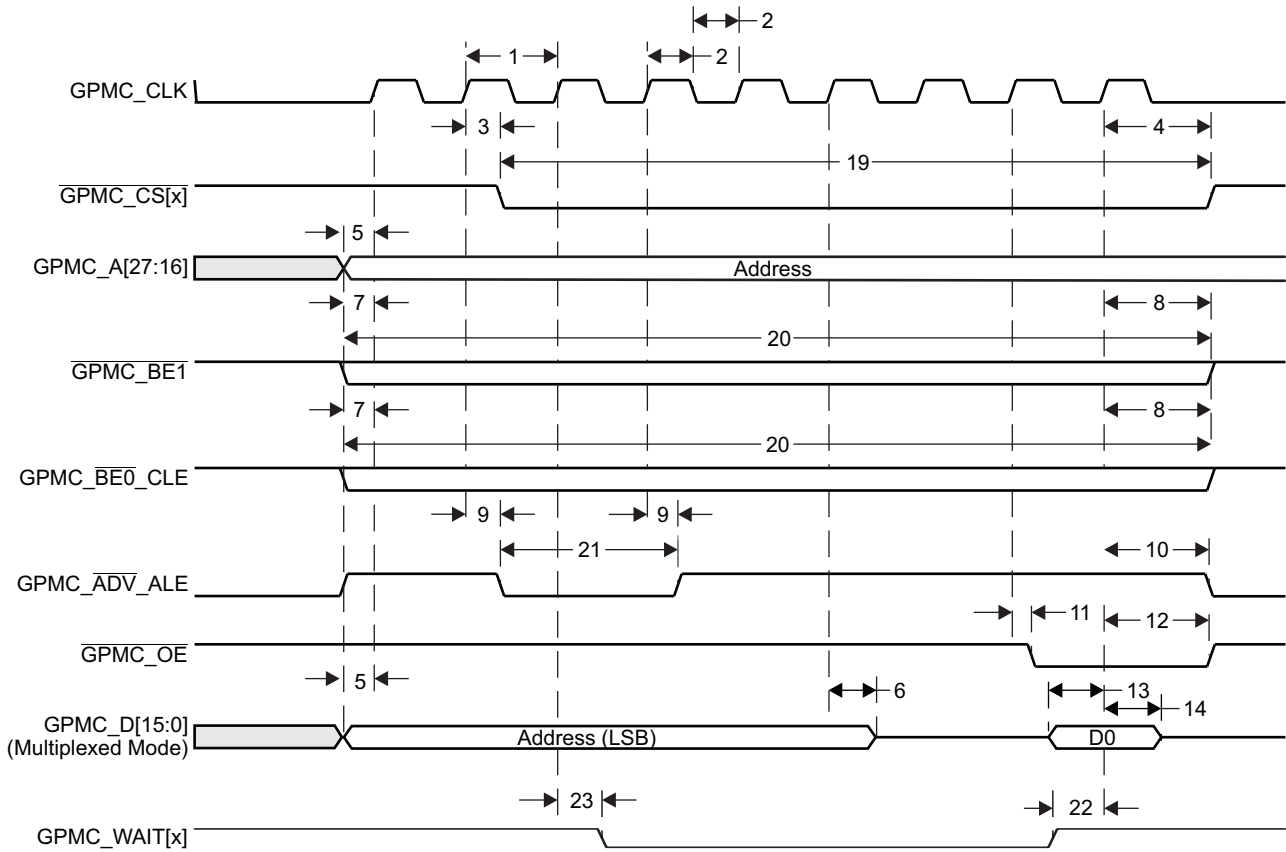 2
1
2
GPMC_CLK
3
4
19
GPMC_CS[x]
5
GPMC_A[27:16]
Address
7
8
20
GPMC_BE1
7
8
20
GPMC_BE0_CLE
9
9
21
10
GPMC_ADV_ALE
11
12
GPMC_OE
5
6
13
14
GPMC_D[15:0]
(Multiplexed Mode)
Address (LSB)
D0
23
22
GPMC_WAIT[x]